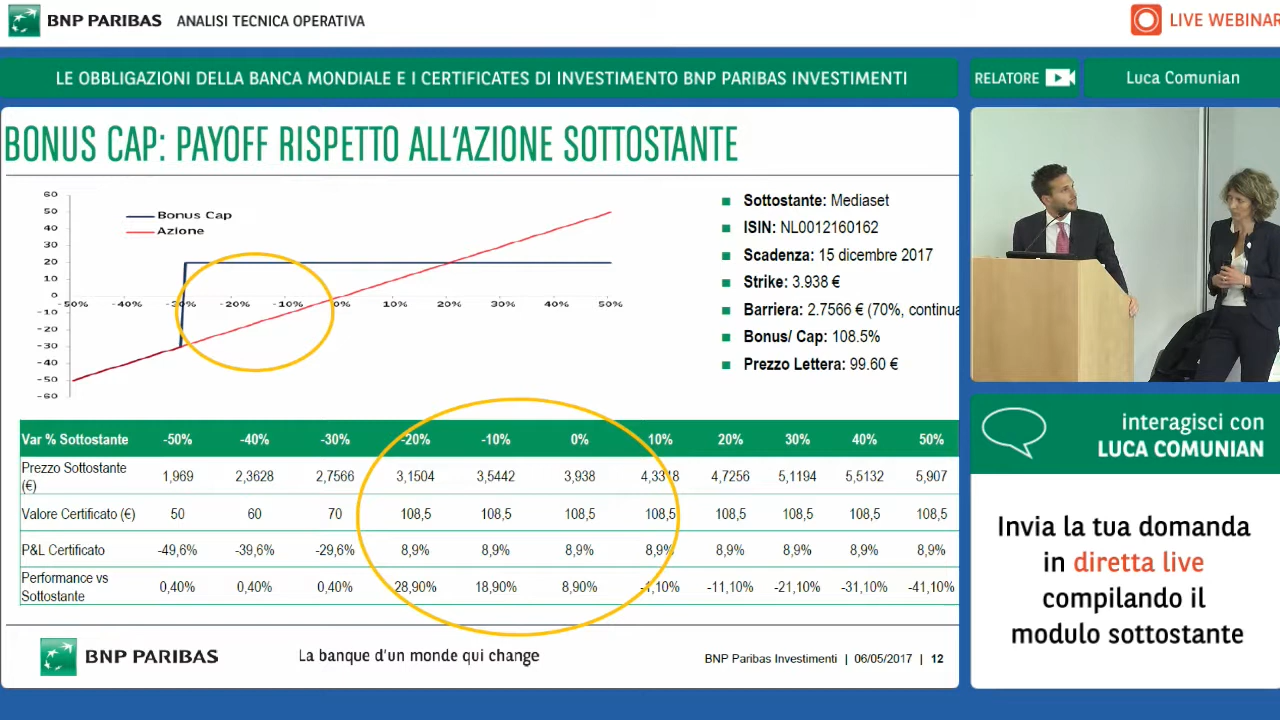 BNP PARIBAS ANALISI TECNICA OPERATIVA
LIVE WEBINAR
LE OBBLIGAZIONI DELLA BANCA MONDIALE E I CERTIFICATES DI INVESTIMENTO BNP PARIBAS INVESTIMENTI
RELATORE
Luca Comunian
BONUS CAP: PAYOFF RISPETTO ALL'AZIONE SOTTOSTANTE
60
50
40
30
20
10
0
-10
-20
-30
-40
-50
-60
Bonus Cap
Azione
-50% -40% -30% -20% -10% 0% 10% 20% 30% 40% 50%
Sottostante: Mediaset
ISIN: NL0012160162
Scadenza: 15 dicembre 2017
Strike: 3.938 €
Barriera: 2.7566 € (70%, continua
Bonus/ Cap: 108.5%
Prezzo Lettera: 99.60 €
Var % Sottostante -50% -40% -30% -20% -10% 0% 10% 20% 30% 40% 50%
Prezzo Sottostante (€) 1,969 2,3628 2,7566 3,1504 3,5442 3,938 4,3318 4,7256 5,1194 5,5132 5,907
Valore Certificato (€) 50 60 70 108,5 108,5 108,5 108,5 108,5 108,5 108,5 108,5
P&L Certificato -49,6% -39,6% -29,6% 8,9% 8,9% 8,9% 8,9% 8,9% 8,9% 8,9% 8,9%
Performance vs Sottostante 0,40% 0,40% 0,40% 28,90% 18,90% 8,90% -1,10% -11,10% -21,10% -31,10% -41,10%
BNP PARIBAS
La banque d'un monde qui change
BNP Paribas Investimenti | 06/05/2017 | 12
interagisci con
LUCA COMUNIAN
Invia la tua domanda
in diretta live
compilando il
modulo sottostante